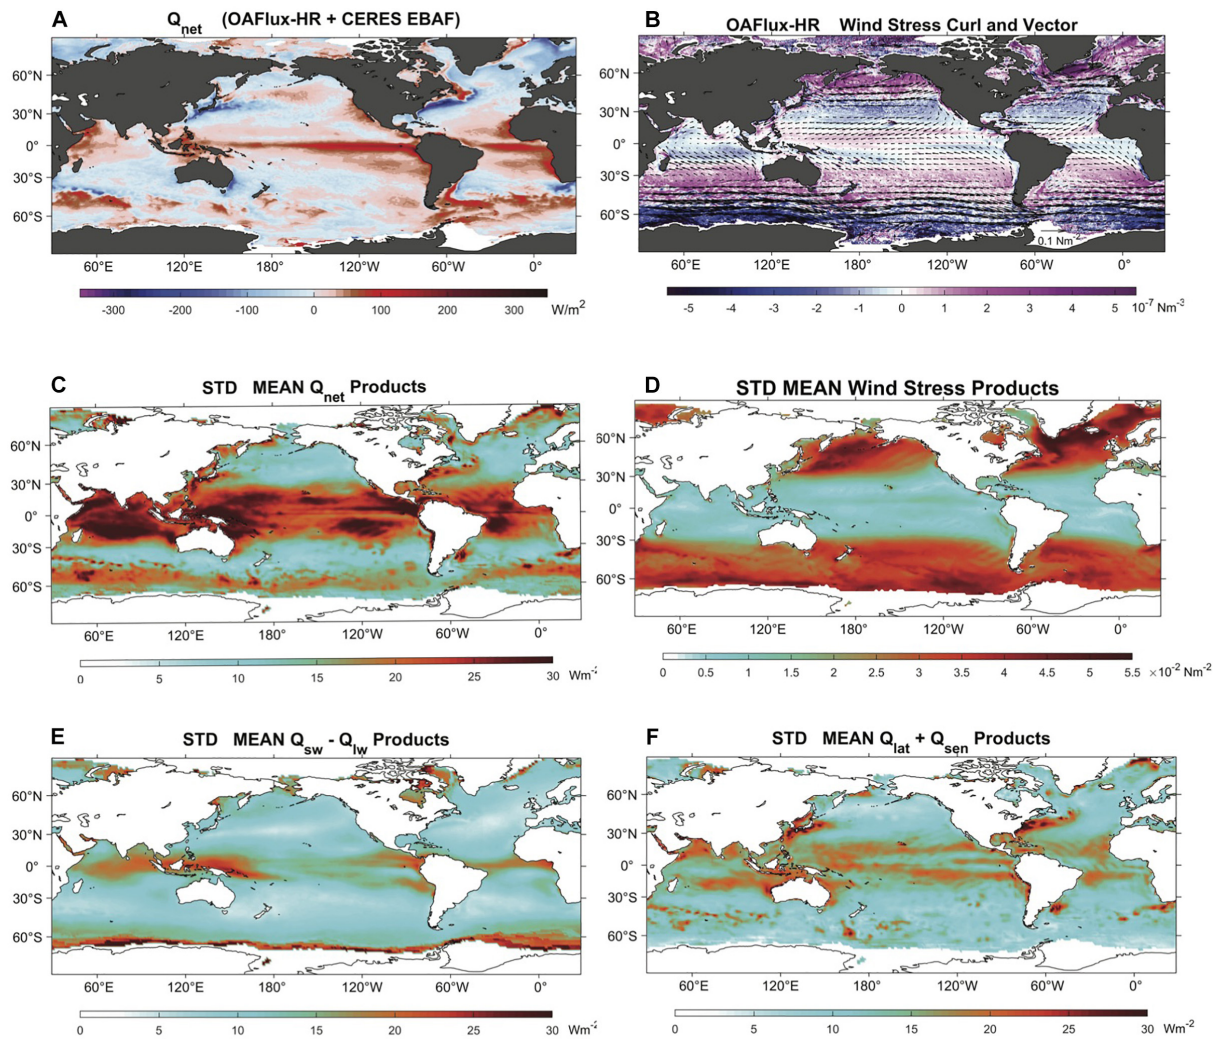 A
Q net (OAFlux-HR + CERES EBAF)
60°N
30°N
0°
30°S
60°S
60°E 120°E 180° 120°W 60°W 0°
-300 -200 -100 0 100 200 300 W/m2
B
OAFlux-HR Wind Stress Curl and Vector
60°N
30°N
0°
30°S
60°S
0.1 Nm-2
60°E 120°E 180° 120°W 60°W 0°
-5 -4 -3 -2 -1 0 1 2 3 4 5 10-7 Nm-3
C
STD MEAN Qnet Products
60°N
30°N
0°
30°S
60°S
60°E 120°E 180° 120°W 60°W 0°
0 5 10 15 20 25 30 Wm-2
D
STD MEAN Wind Stress Products
60°N
30°N
0°
30°S
60°S
60°E 120°E 180° 120°W 60°W 0°
0 0.5 1 1.5 2 2.5 3 3.5 4 4.5 5 5.5 ×10-2 Nm-2
E
STD MEAN Qsw - Qlw Products
60°N
30°N
0°
30°S
60°S
60°E 120°E 180° 120°W 60°W 0°
0 5 10 15 20 25 30 Wm-2
F
STD MEAN Qlat + Qsen Products
60°N
30°N
0°
30°S
60°S
60°E 120°E 180° 120°W 60°W 0°
0 5 10 15 20 25 30 Wm-2